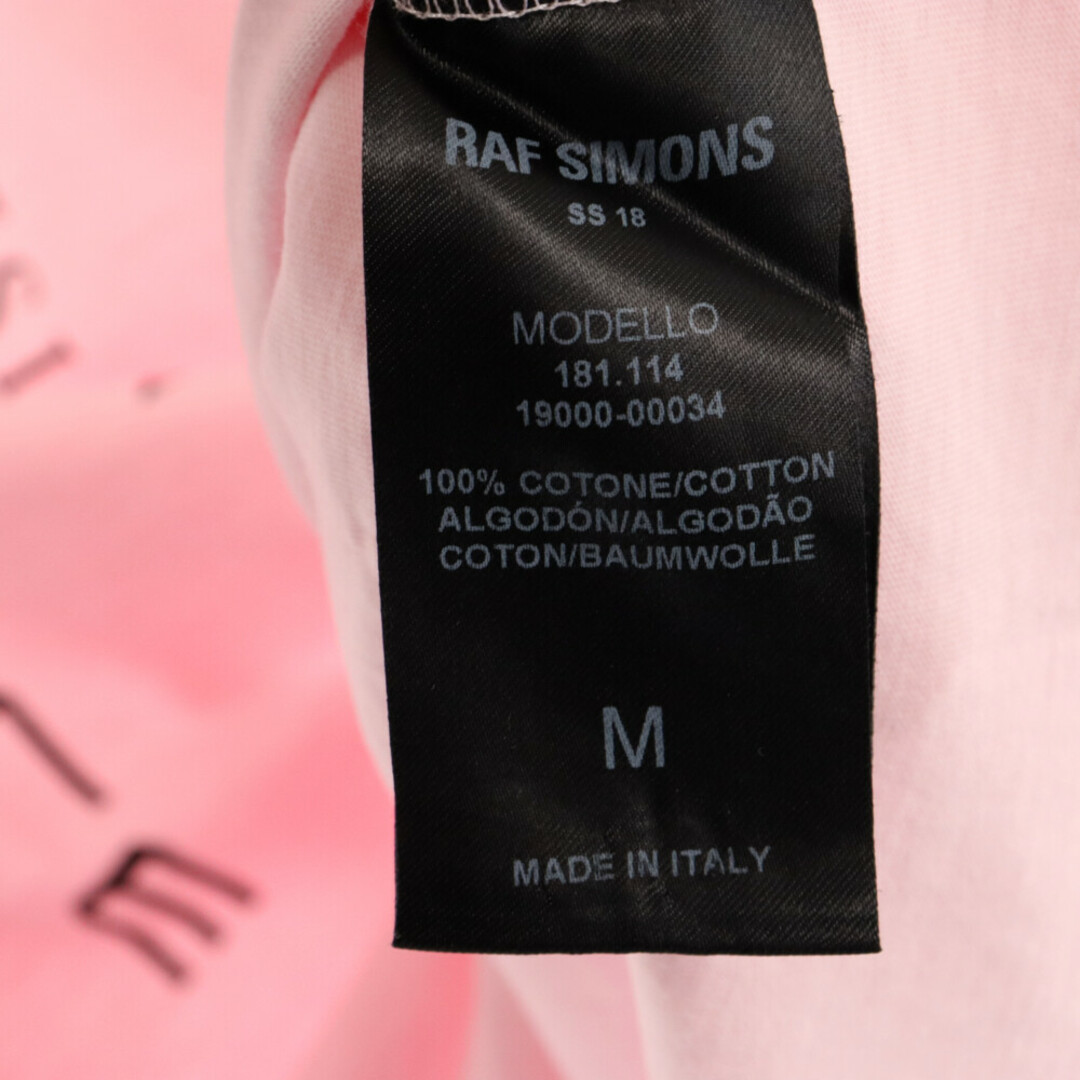 RAF SIMONS
SS 18
MODELLO
181.114
19000-00034
100% COTONE/COTTON
ALGODÓN/ALGODÃO
COTON/BAUMWOLLE
M
MADE IN ITALY